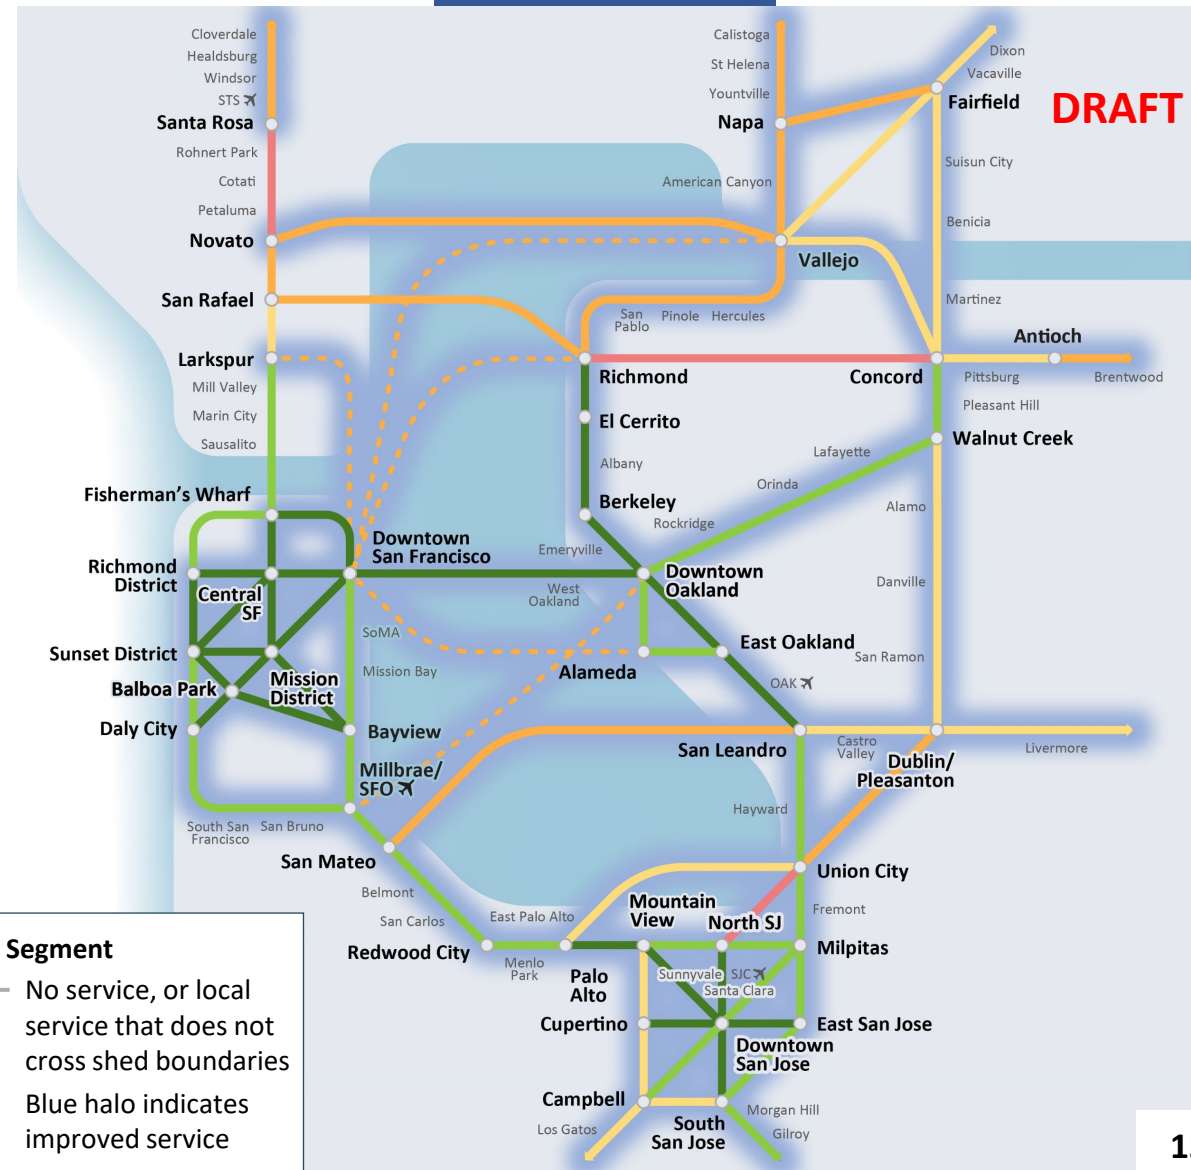 Cloverdale
Healdsburg
Windsor
STS
Santa Rosa
Rohnert Park
Cotati
Petaluma
Novato
San Rafael
Larkspur
Mill Valley
Marin City
Sausalito
Fisherman's Wharf
Calistoga
St Helena
Yountville
Napa
American Canyon
Vallejo
Dixon
Vacaville
Fairfield
DRAFT
Suisun City
Benicia
Martinez
San
Pablo
Pinole
Hercules
Antioch
Richmond
Concord
Pittsburg
Brentwood
Pleasant Hill
El Cerrito
Walnut Creek
Albany
Lafayette
Orinda
Berkeley
Rockridge
Alamo
Emeryville
Downtown
San Francisco
Richmond
District
Central
SF
West
Oakland
Downtown
Oakland
Danville
SoMA
Sunset District
Mission Bay
Alameda
East Oakland
San Ramon
Balboa Park
Mission
District
OAK
Daly City
Bayview
San Leandro
Castro
Valley
Livermore
Dublin/
Pleasanton
Millbrae/
SFO
Hayward
South San
Francisco
San Bruno
San Mateo
Union City
Belmont
San Carlos
East Palo Alto
Mountain
View
North SJ
Fremont
Redwood City
Menlo
Park
Palo
Alto
Sunnyvale
SJC
Santa Clara
Milpitas
Cupertino
East San Jose
Downtown
San Jose
Campbell
Los Gatos
South
San Jose
Morgan Hill
Gilroy
Segment
No service, or local
service that does not
cross shed boundaries
Blue halo indicates
improved service